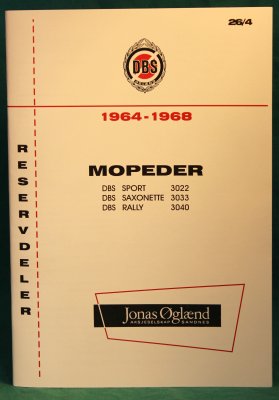 26/4
DBS
1964-1968
RESERVDELER
MOPEDER
DBS SPORT 3022
DBS SAXONETTE 3033
DBS RALLY 3040
Jonas Øglænd
AKSJESELSKAP SANDNES